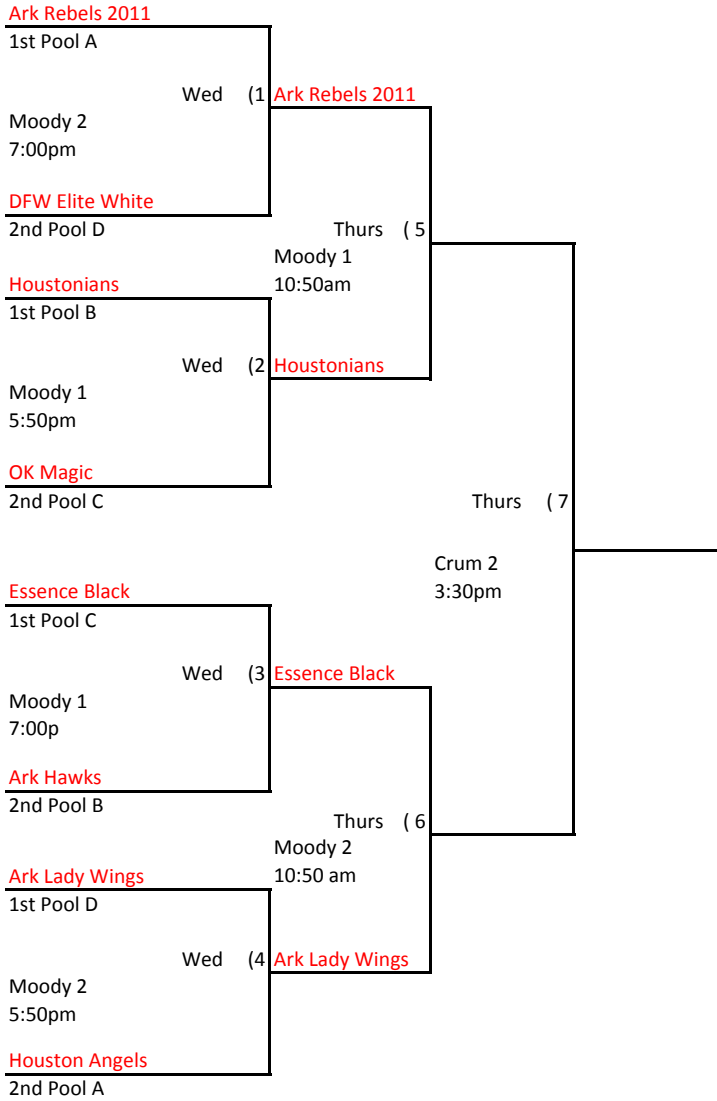 Ark Rebels 2011
1st Pool A
Wed (1 Ark Rebels 2011
Moody 2
7:00pm
DFW Elite White
2nd Pool D
Thurs ( 5
Moody 1
10:50am
Houstonians
1st Pool B
Wed (2 Houstonians
Moody 1
5:50pm
OK Magic
2nd Pool C
Thurs ( 7
Crum 2
3:30pm
Essence Black
1st Pool C
Wed (3 Essence Black
Moody 1
7:00p
Ark Hawks
2nd Pool B
Thurs ( 6
Moody 2
10:50 am
Ark Lady Wings
1st Pool D
Wed (4 Ark Lady Wings
Moody 2
5:50pm
Houston Angels
2nd Pool A